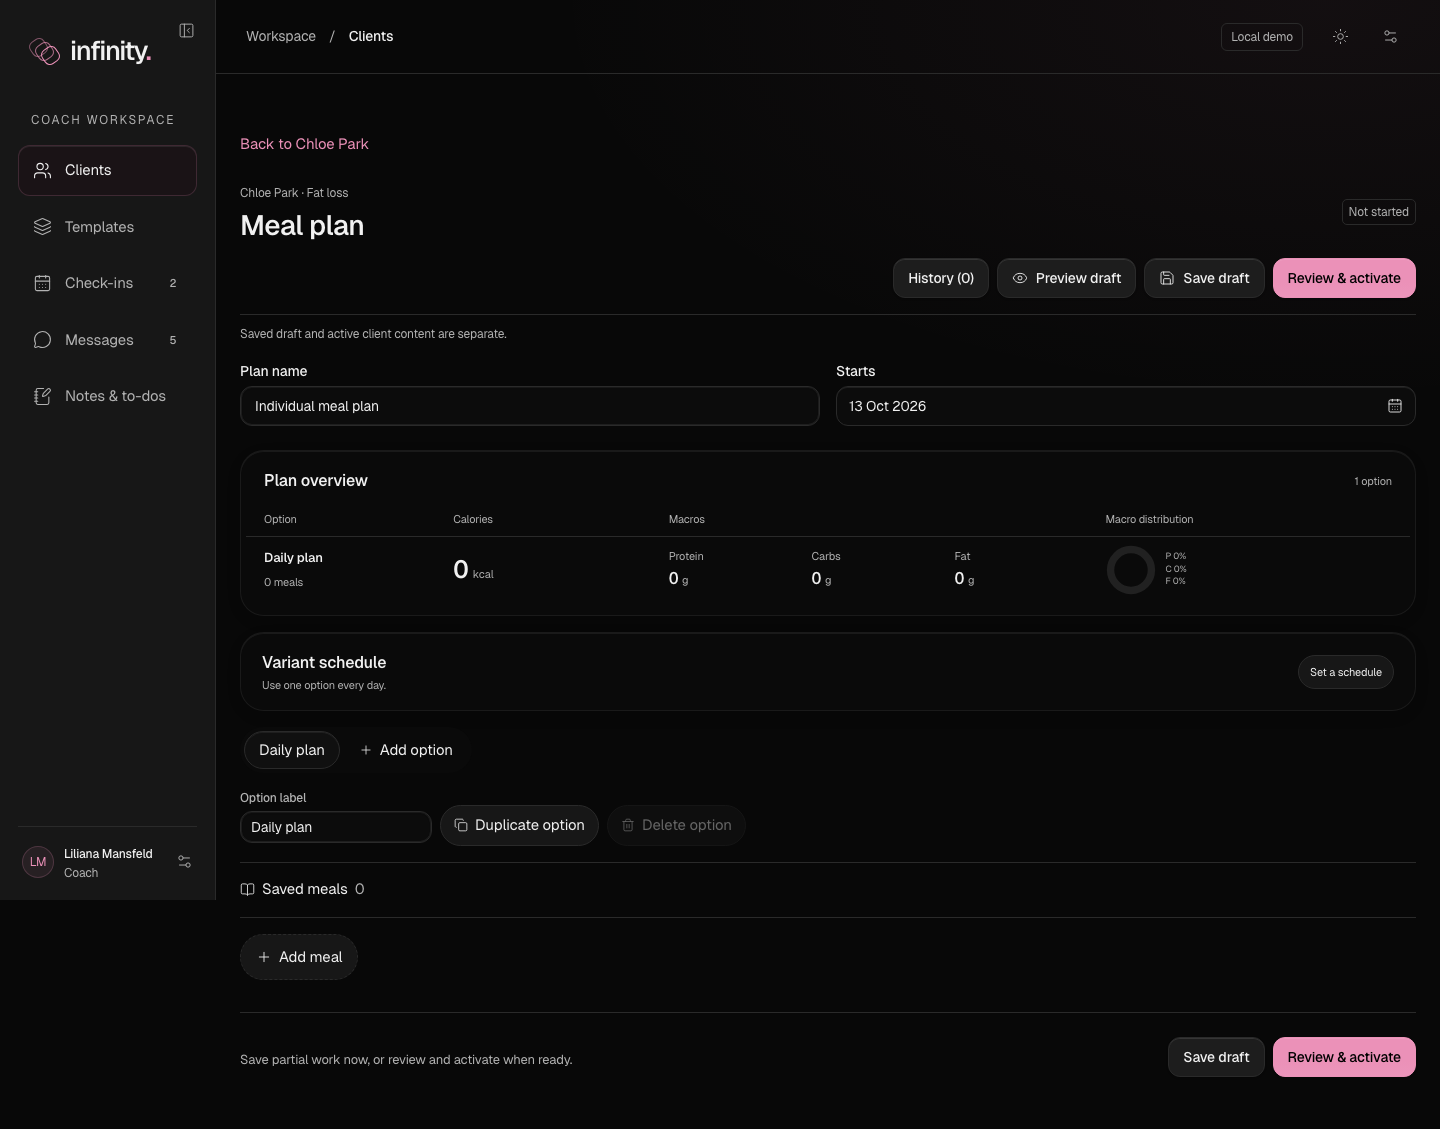 infinity.
COACH WORKSPACE
Clients
Templates
Check-ins 2
Messages 5
Notes & to-dos
LM
Liliana Mansfeld
Coach
Workspace / Clients
Local demo
Back to Chloe Park
Chloe Park · Fat loss
Meal plan
Not started
History (0)
Preview draft
Save draft
Review & activate
Saved draft and active client content are separate.
Plan name
Individual meal plan
Starts
13 Oct 2026
Plan overview
1 option
Option Calories Macros Macro distribution
Daily plan
0 meals
0 kcal
Protein
0 g
Carbs
0 g
Fat
0 g
P 0%
C 0%
F 0%
Variant schedule
Use one option every day.
Set a schedule
Daily plan
+ Add option
Option label
Daily plan
Duplicate option
Delete option
Saved meals 0
+ Add meal
Save partial work now, or review and activate when ready.
Save draft
Review & activate